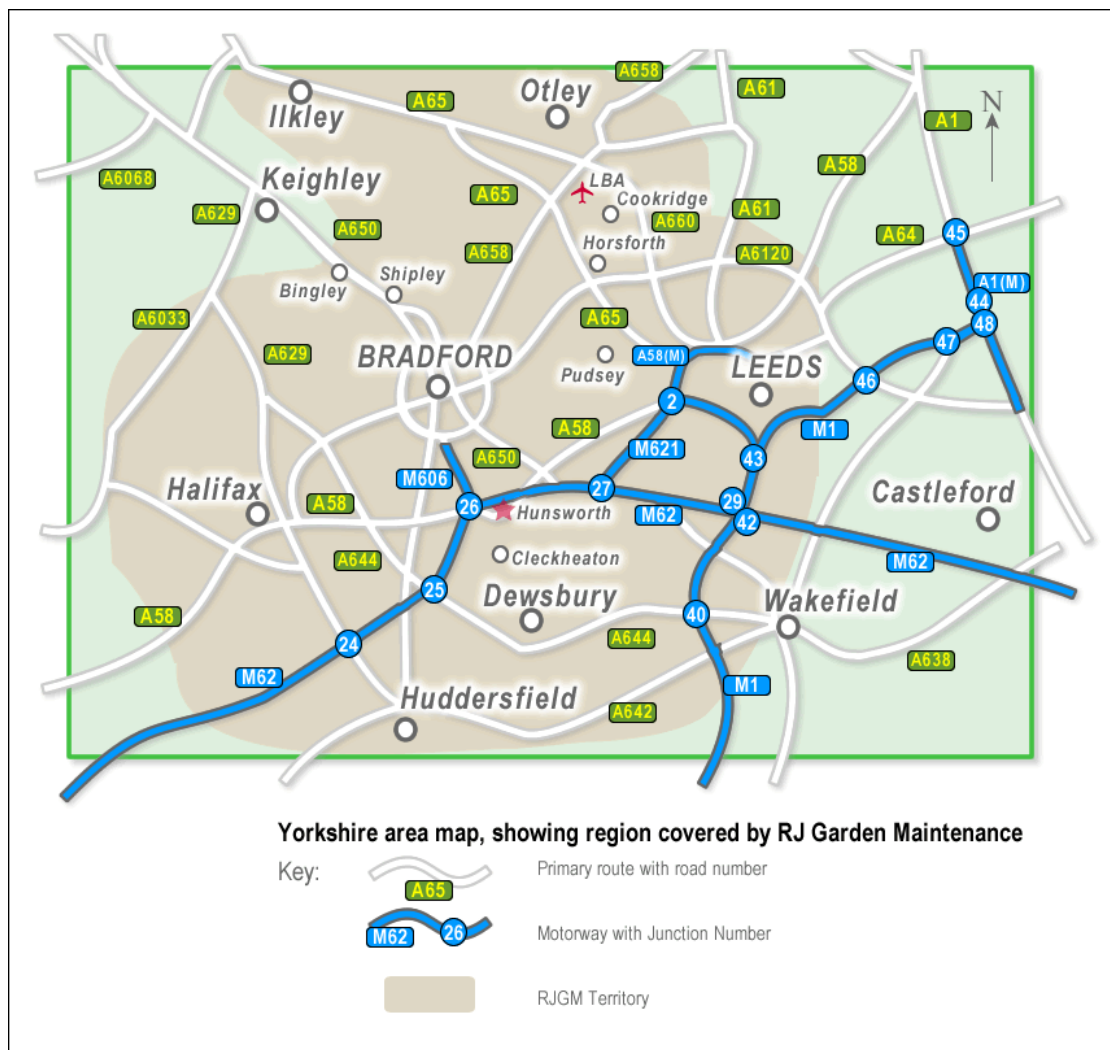 A658
A61
Otley
A65
Ilkley
A1
N
A58
A6068
Keighley
LBA
A65
Cookridge
A629
A660
A61
A650
A64
45
Horsforth
A658
A6120
Shipley
Bingley
A1(M)
44
A6033
A65
48
A629
47
BRADFORD
A58(M)
Pudsey
LEEDS
46
2
A58
M1
A650
M621
43
M606
Halifax
27
Castleford
A58
26
29
Hunsworth
M62
42
A644
Cleckheaton
M62
25
Dewsbury
Wakefield
A58
40
24
A644
A638
M62
M1
Huddersfield
A642
Yorkshire area map, showing region covered by RJ Garden Maintenance
Key:
Primary route with road number
A65
M62
26
Motorway with Junction Number
RJGM Territory